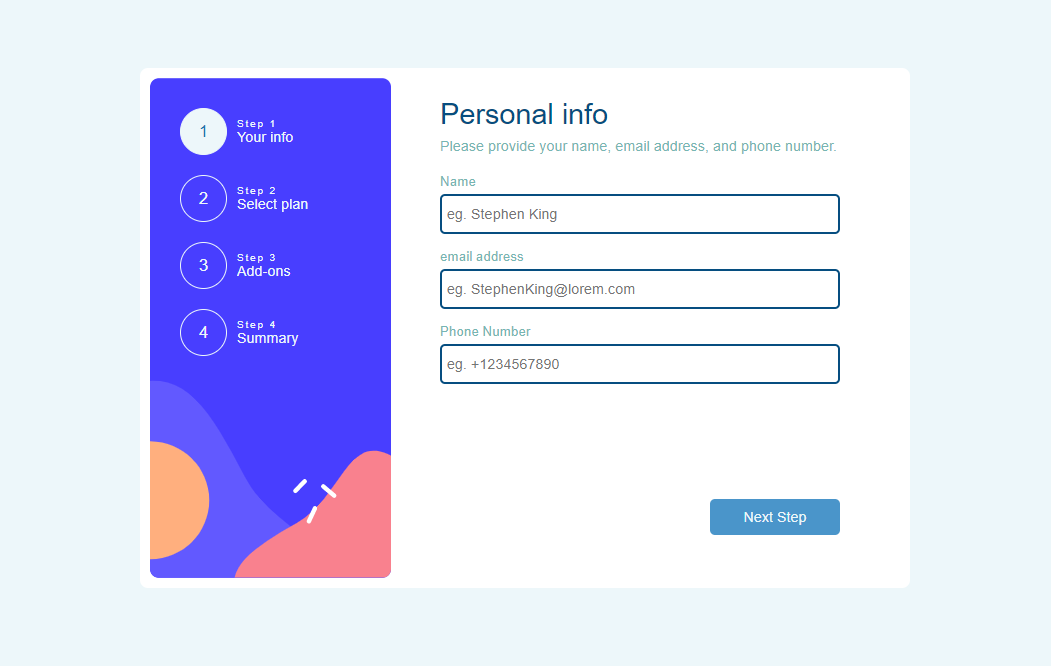 1
Step 1
Your info
2
Step 2
Select plan
3
Step 3
Add-ons
4
Step 4
Summary
Personal info
Please provide your name, email address, and phone number.
Name
eg. Stephen King
email address
eg. StephenKing@lorem.com
Phone Number
eg. +1234567890
Next Step